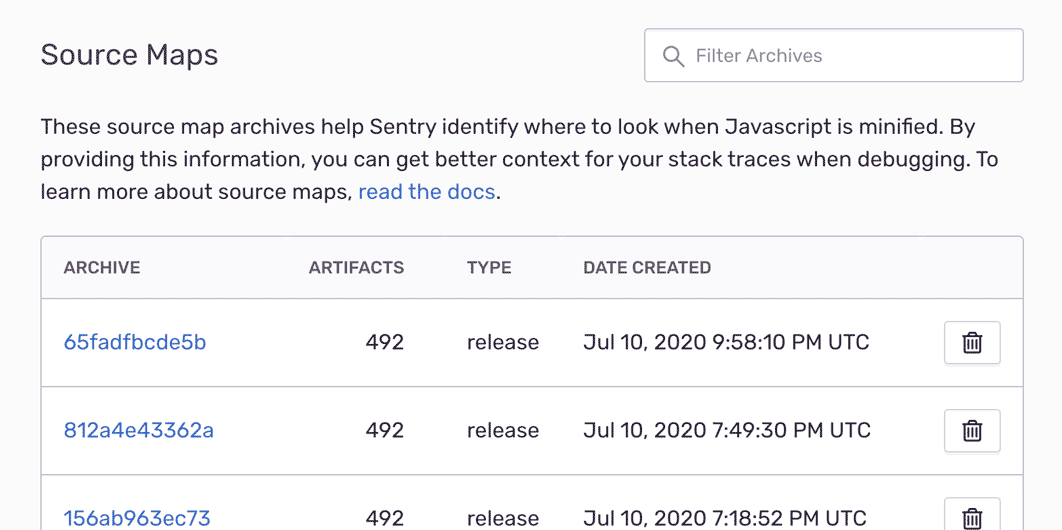 Source Maps
Filter Archives
These source map archives help Sentry identify where to look when Javascript is minified. By
providing this information, you can get better context for your stack traces when debugging. To
learn more about source maps, read the docs.
ARCHIVE ARTIFACTS TYPE DATE CREATED
65fadfbcde5b 492 release Jul 10, 2020 9:58:10 PM UTC
812a4e43362a 492 release Jul 10, 2020 7:49:30 PM UTC
156ab963ec73 492 release Jul 10, 2020 7:18:52 PM UTC